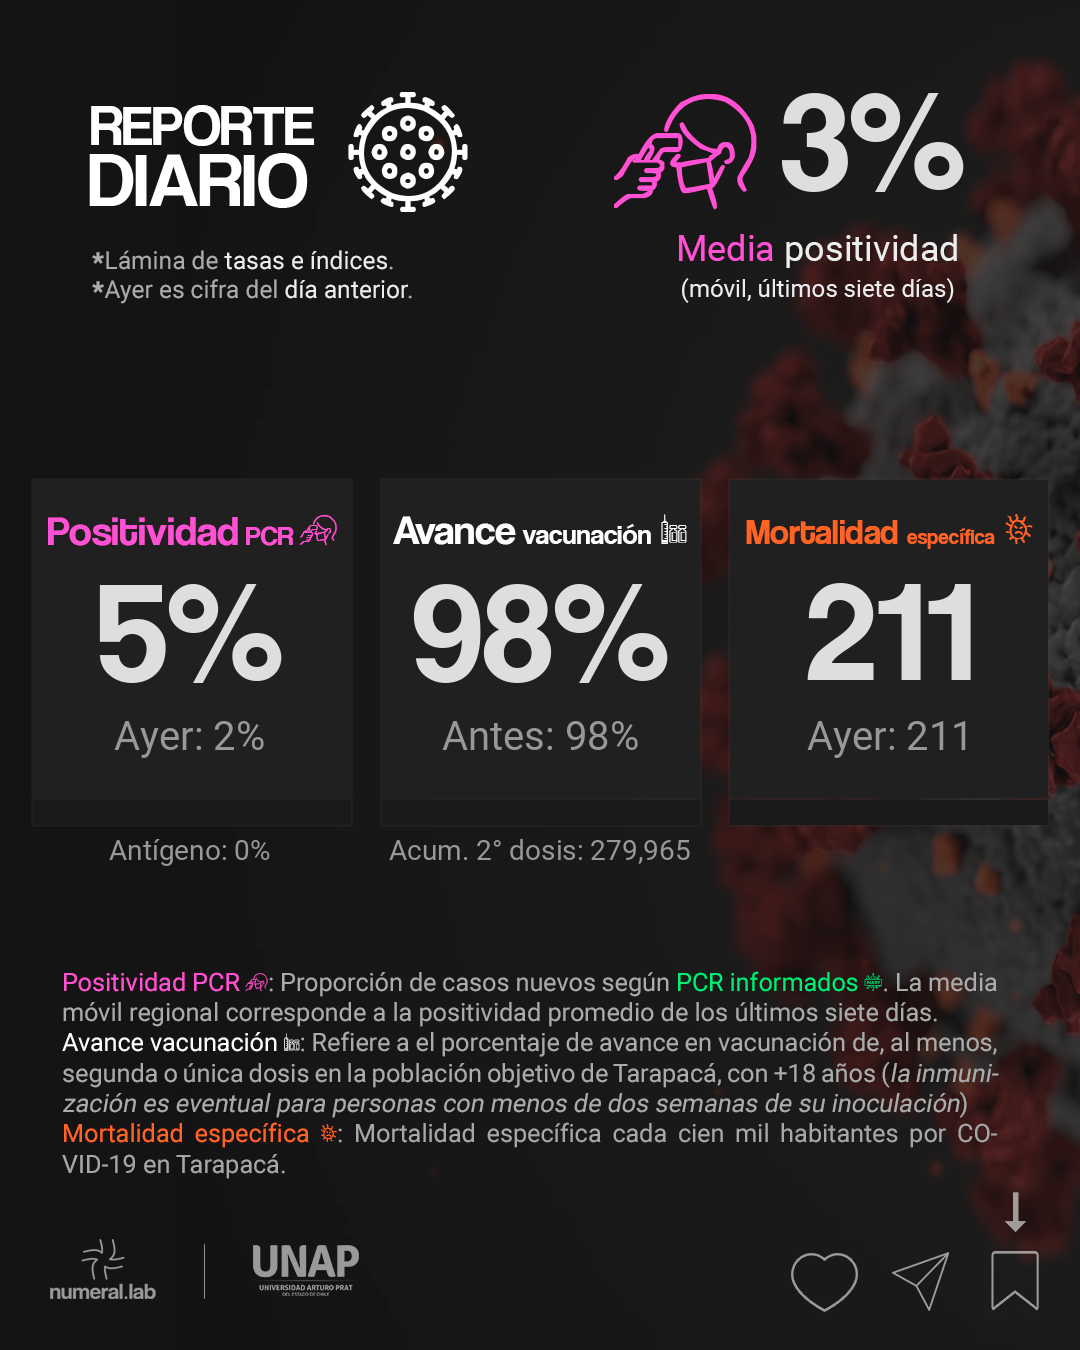 REPORTE
DIARIO
*Lámina de tasas e índices.
*Ayer es cifra del día anterior.
3%
Media positividad
(móvil, últimos siete días)
Positividad PCR
5%
Ayer: 2%
Antígeno: 0%
Avance vacunación
98%
Antes: 98%
Acum. 2° dosis: 279,965
Mortalidad específica
211
Ayer: 211
Positividad PCR: Proporción de casos nuevos según PCR informados. La media
móvil regional corresponde a la positividad promedio de los últimos siete días.
Avance vacunación: Refiere a el porcentaje de avance en vacunación de, al menos,
segunda o única dosis en la población objetivo de Tarapacá, con +18 años (la inmuni-
zación es eventual para personas con menos de dos semanas de su inoculación)
Mortalidad específica: Mortalidad específica cada cien mil habitantes por CO-
VID-19 en Tarapacá.
numeral.lab
UNAP
UNIVERSIDAD ARTURO PRAT
DEL ESTADO DE CHILE